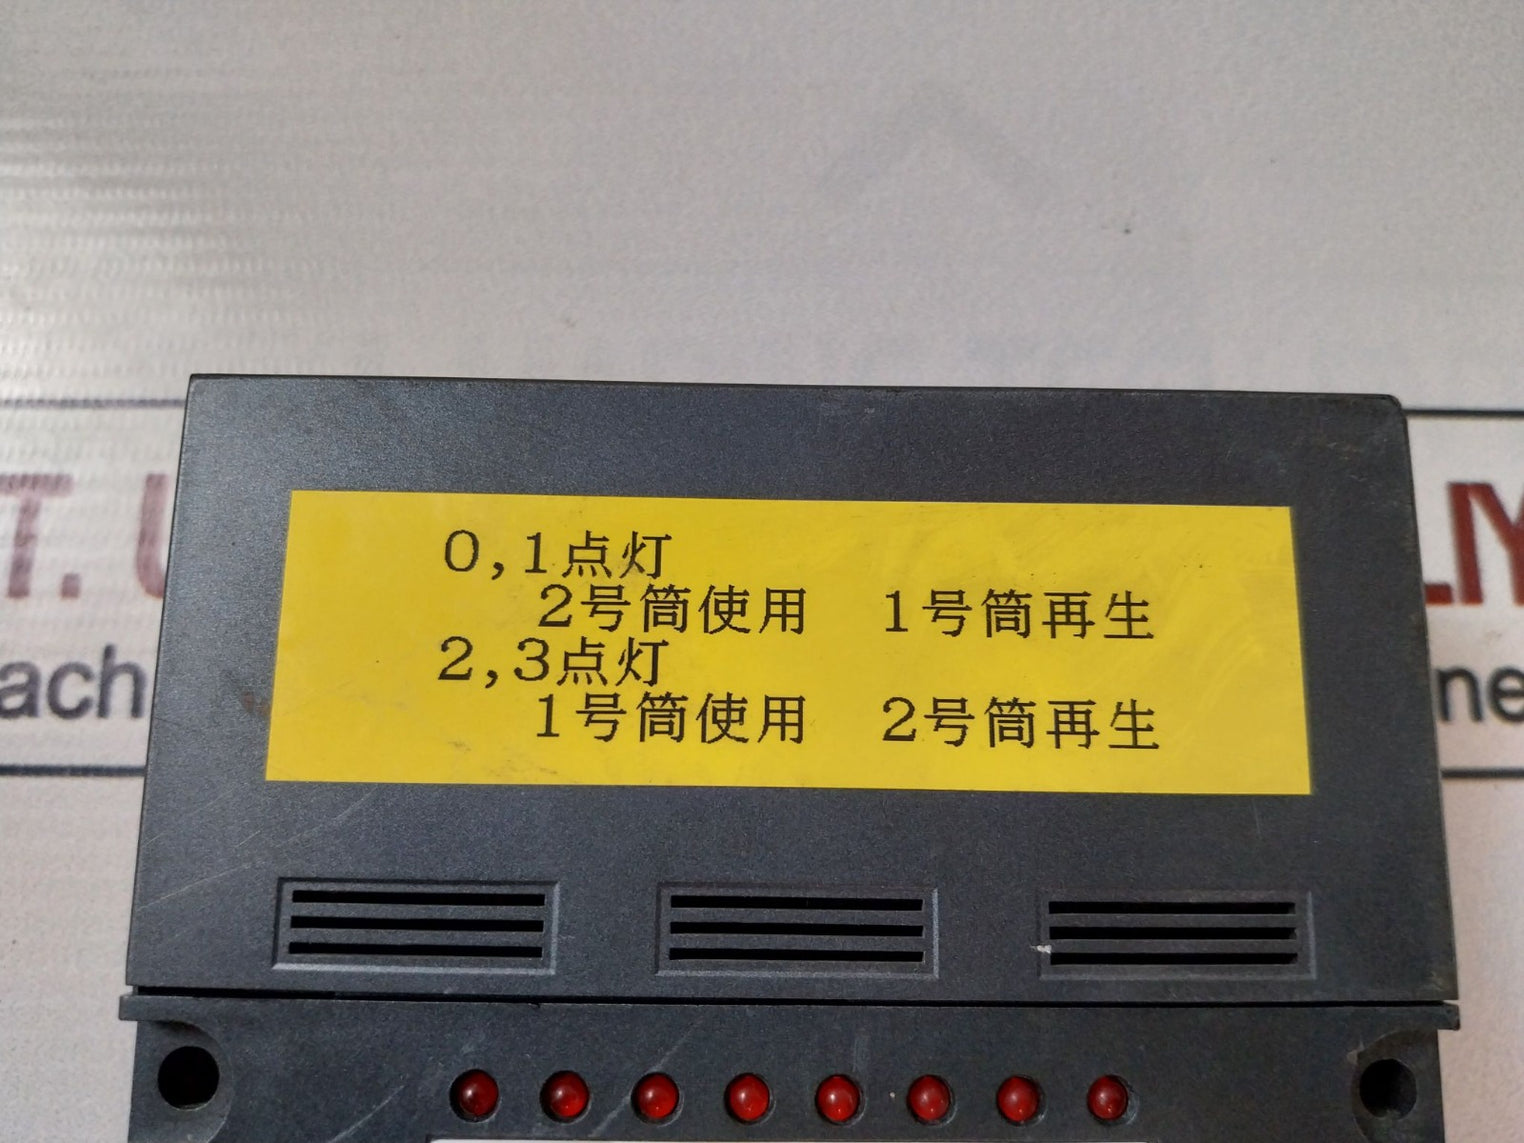 0,1点灯
2号筒使用 1号筒再生
2,3点灯
1号筒使用 2号筒再生
T.
ach